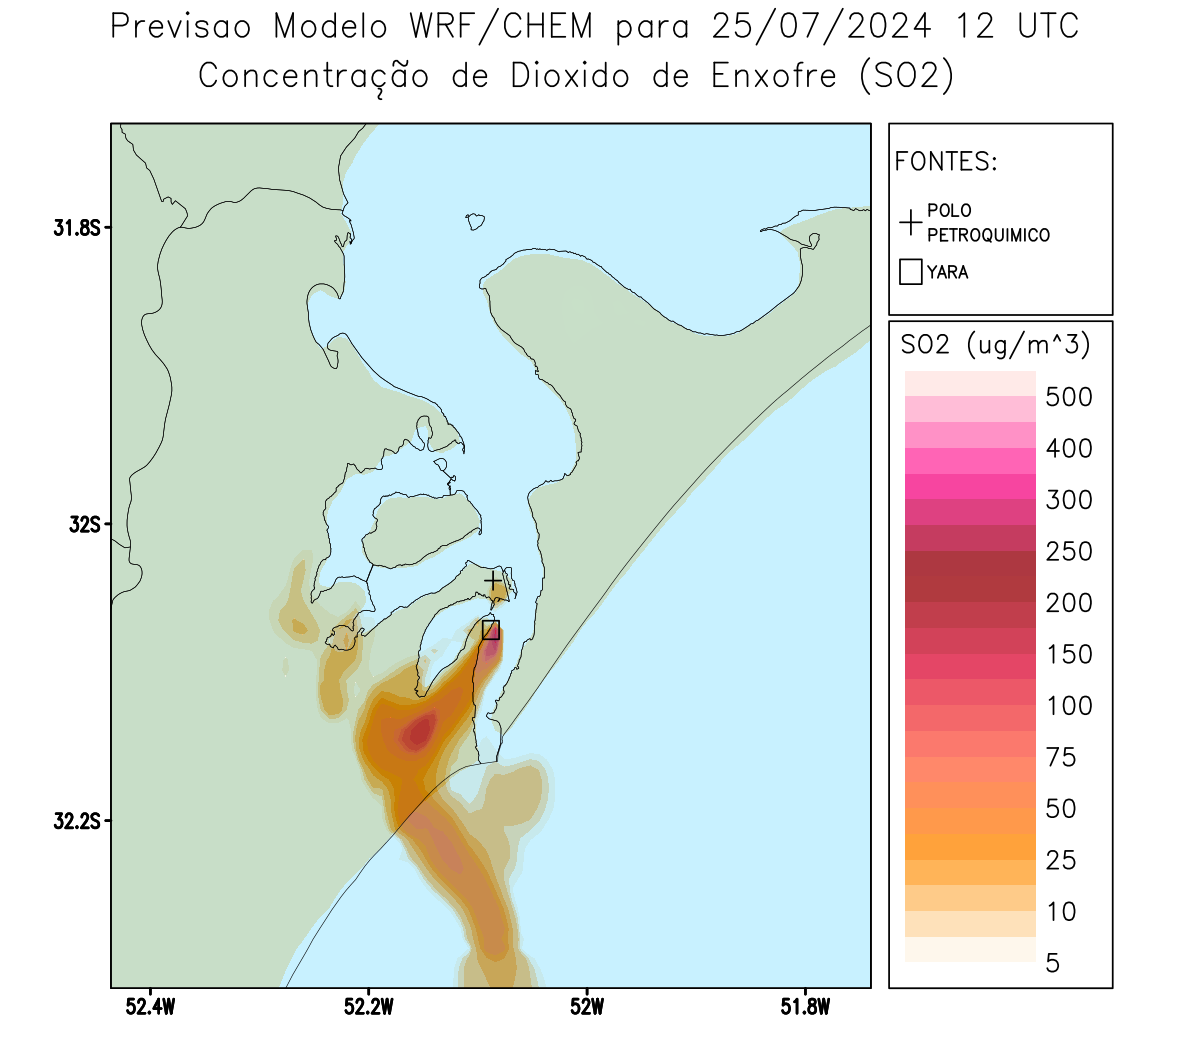 Previsao Modelo WRF/CHEM para 25/07/2024 12 UTC
Concentração de Dioxido de Enxofre (SO2)
FONTES:
POLO
PETROQUIMICO
YARA
31.8S
32S
32.2S
52.4W
52.2W
52W
51.8W
SO2 (ug/m^3)
500
400
300
250
200
150
100
75
50
25
10
5